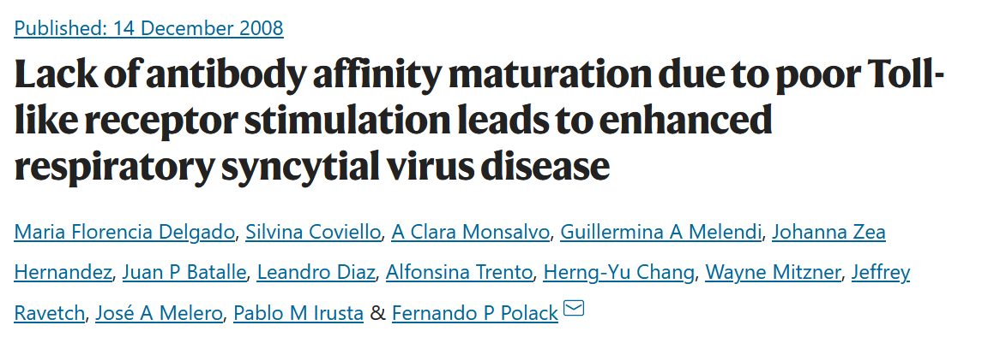 Published: 14 December 2008
Lack of antibody affinity maturation due to poor Toll-
like receptor stimulation leads to enhanced
respiratory syncytial virus disease
Maria Florencia Delgado, Silvina Coviello, A Clara Monsalvo, Guillermina A Melendi, Johanna Zea
Hernandez, Juan P Batalle, Leandro Diaz, Alfonsina Trento, Herng-Yu Chang, Wayne Mitzner, Jeffrey
Ravetch, José A Melero, Pablo M Irusta & Fernando P Polack